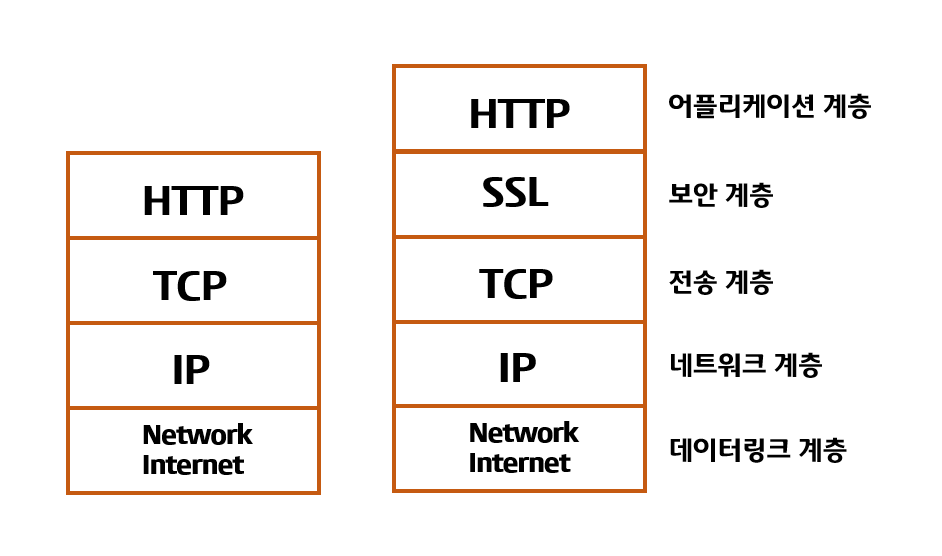 HTTP
TCP
IP
Network
Internet
HTTP
어플리케이션 계층
SSL
보안 계층
TCP
전송 계층
IP
네트워크 계층
Network
Internet
데이터링크 계층